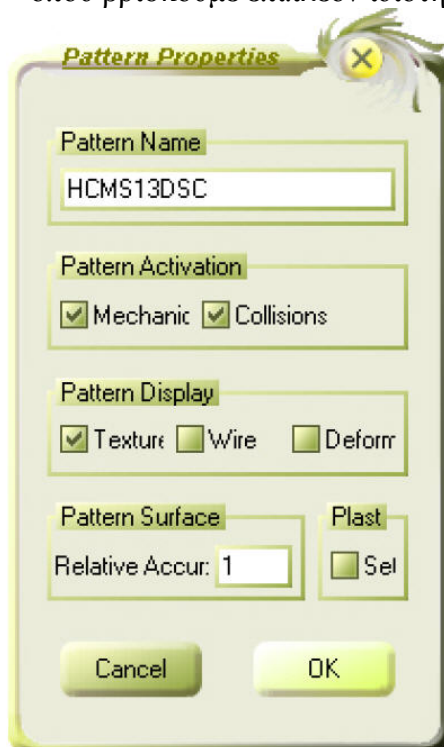 Pattern Properties
Pattern Name
HCMS13DSC
Pattern Activation
Mechanic Collisions
Pattern Display
Texture Wire Deform
Pattern Surface Plast
Relative Accur: 1 Set
Cancel OK